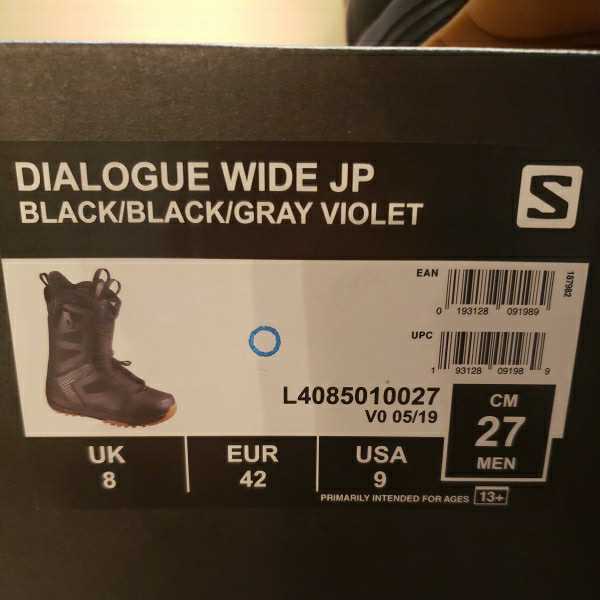 DIALOGUE WIDE JP
BLACK/BLACK/GRAY VIOLET
S
EAN
187982
0 193128 091989
UPC
1 93128 09198 9
L4085010027
V0 05/19
CM
27
MEN
UK
8
EUR
42
USA
9
PRIMARILY INTENDED FOR AGES 13+